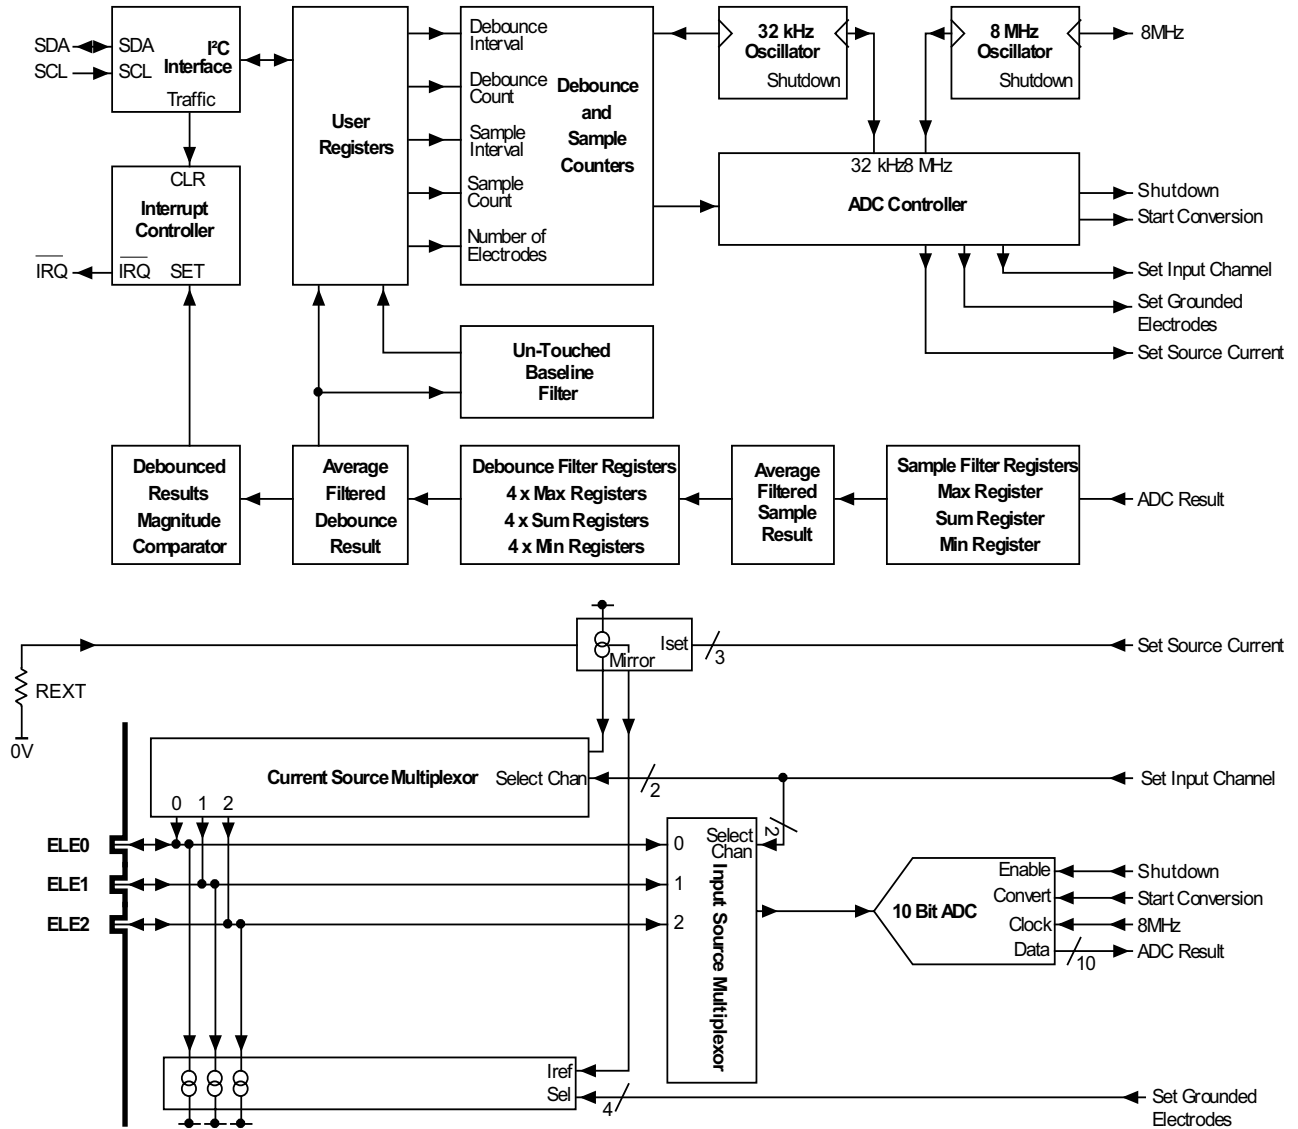 SDA
SCL
IRQ
SDA
SCL
I²C
Interface
Traffic
CLR
Interrupt
Controller
IRQ SET
User
Registers
Debounce
Interval
Debounce
Count
Sample
Interval
Sample
Count
Number of
Electrodes
Debounce
and
Sample
Counters
32 kHz
Oscillator
Shutdown
8 MHz
Oscillator
Shutdown
8MHz
32 kHz 8 MHz
ADC Controller
Shutdown
Start Conversion
Set Input Channel
Set Grounded
Electrodes
Set Source Current
Un-Touched
Baseline
Filter
Debounced
Results
Magnitude
Comparator
Average
Filtered
Debounce
Result
Debounce Filter Registers
4 x Max Registers
4 x Sum Registers
4 x Min Registers
Average
Filtered
Sample
Result
Sample Filter Registers
Max Register
Sum Register
Min Register
ADC Result
REXT
0V
Mirror
Iset
3
Set Source Current
Current Source Multiplexor
Select Chan
2
Set Input Channel
0 1 2
ELE0
ELE1
ELE2
0
1
2
Select
Chan
2
Input Source Multiplexor
10 Bit ADC
Enable
Convert
Clock
Data
10
Shutdown
Start Conversion
8MHz
ADC Result
Iref
Sel
4
Set Grounded
Electrodes